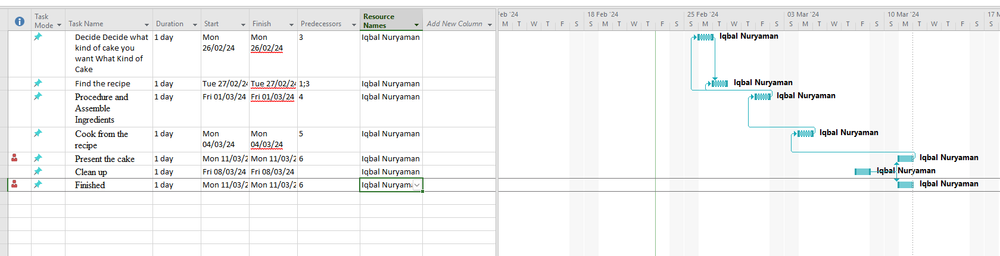 Task Mode
Task Name
Duration
Start
Finish
Predecessors
Resource Names
Add New Column
Feb '24
18 Feb '24
25 Feb '24
03 Mar '24
10 Mar '24
17 M
M T W T F S S M T W T F S S M T W T F S S M T W T F S S M T W T F S S
Decide Decide what kind of cake you want What Kind of Cake
1 day
Mon 26/02/24
Mon 26/02/24
3
Iqbal Nuryaman
Iqbal Nuryaman
Find the recipe
1 day
Tue 27/02/24
Tue 27/02/24
1;3
Iqbal Nuryaman
Iqbal Nuryaman
Procedure and Assemble Ingredients
1 day
Fri 01/03/24
Fri 01/03/24
4
Iqbal Nuryaman
Iqbal Nuryaman
Cook from the recipe
1 day
Mon 04/03/24
Mon 04/03/24
5
Iqbal Nuryaman
Iqbal Nuryaman
Present the cake
1 day
Mon 11/03/2
Mon 11/03/2
6
Iqbal Nuryaman
Iqbal Nuryaman
Clean up
1 day
Fri 08/03/24
Fri 08/03/24
Iqbal Nuryaman
Iqbal Nuryaman
Finished
1 day
Mon 11/03/2
Mon 11/03/2
6
Iqbal Nuryama
Iqbal Nuryaman